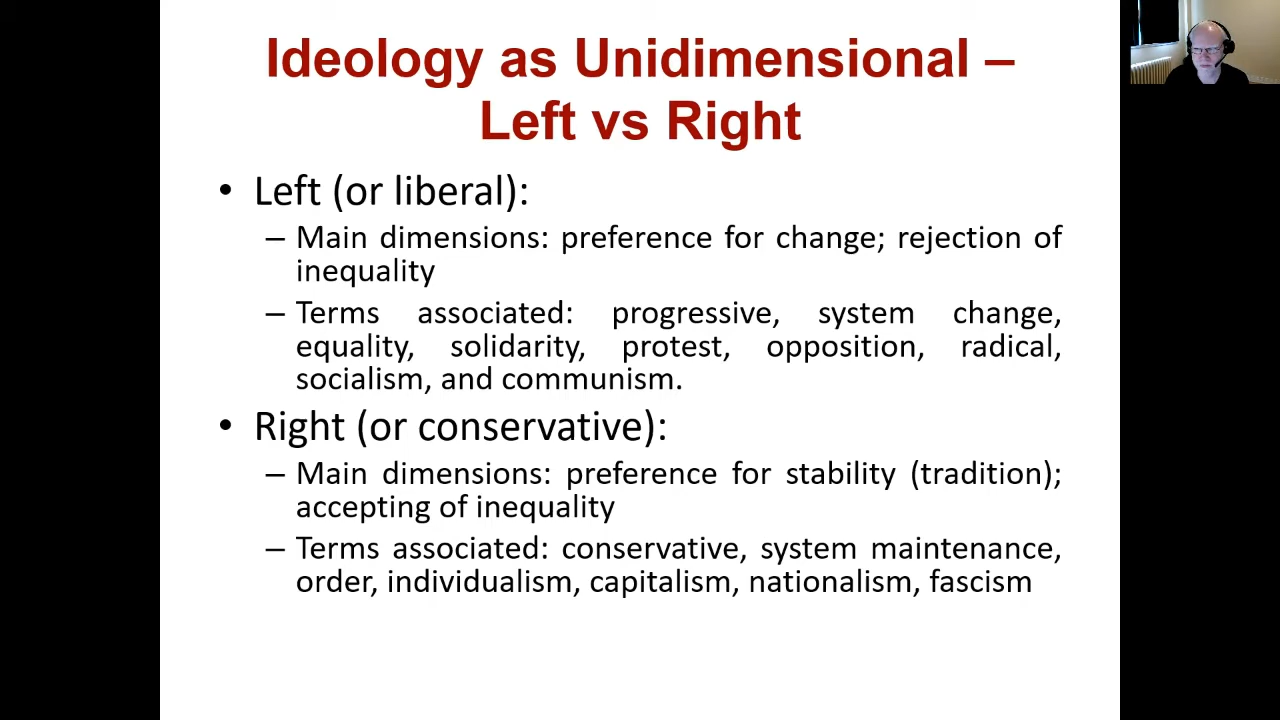 Ideology as Unidimensional –
Left vs Right
• Left (or liberal):
– Main dimensions: preference for change; rejection of
inequality
– Terms associated: progressive, system change,
equality, solidarity, protest, opposition, radical,
socialism, and communism.
• Right (or conservative):
– Main dimensions: preference for stability (tradition);
accepting of inequality
– Terms associated: conservative, system maintenance,
order, individualism, capitalism, nationalism, fascism